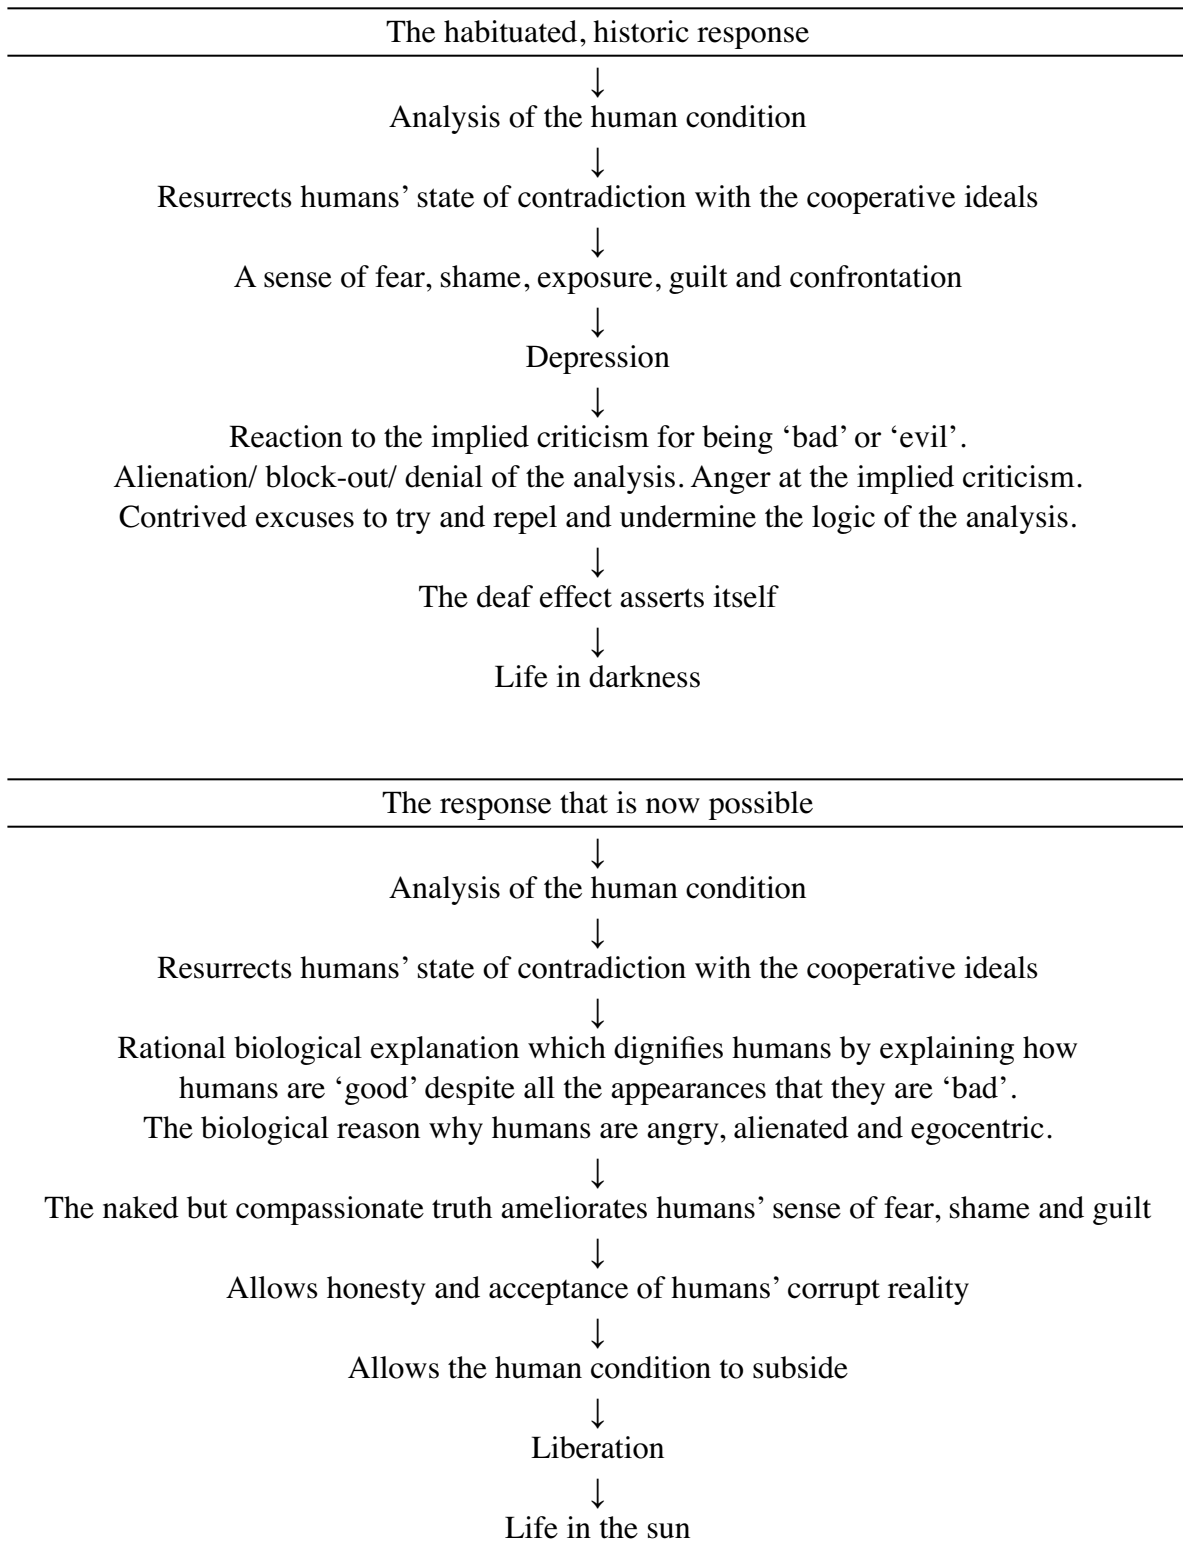 The habituated, historic response
↓
Analysis of the human condition
↓
Resurrects humans’ state of contradiction with the cooperative ideals
↓
A sense of fear, shame, exposure, guilt and confrontation
↓
Depression
↓
Reaction to the implied criticism for being ‘bad’ or ‘evil’.
Alienation/ block-out/ denial of the analysis. Anger at the implied criticism.
Contrived excuses to try and repel and undermine the logic of the analysis.
↓
The deaf effect asserts itself
↓
Life in darkness
The response that is now possible
↓
Analysis of the human condition
↓
Resurrects humans’ state of contradiction with the cooperative ideals
↓
Rational biological explanation which dignifies humans by explaining how
humans are ‘good’ despite all the appearances that they are ‘bad’.
The biological reason why humans are angry, alienated and egocentric.
↓
The naked but compassionate truth ameliorates humans’ sense of fear, shame and guilt
↓
Allows honesty and acceptance of humans’ corrupt reality
↓
Allows the human condition to subside
↓
Liberation
↓
Life in the sun